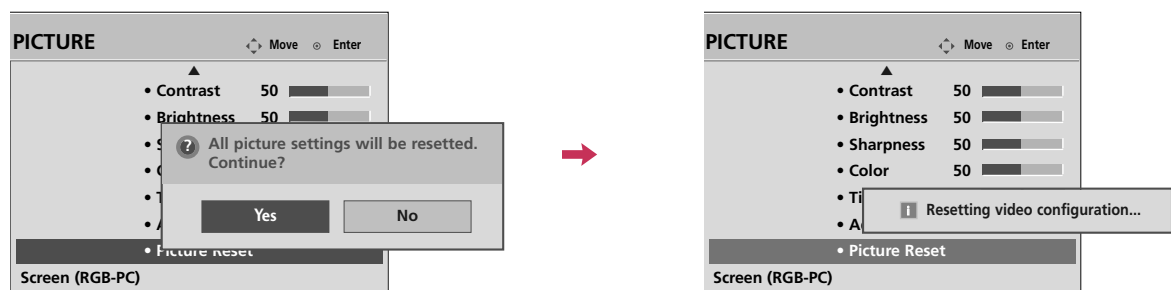 PICTURE
Move Enter
• Contrast 50
• Brightness 50
? All picture settings will be resetted.
Continue?
Yes No
• Picture Reset
Screen (RGB-PC)
PICTURE
Move Enter
• Contrast 50
• Brightness 50
• Sharpness 50
• Color 50
• Ti
i Resetting video configuration...
• A
• Picture Reset
Screen (RGB-PC)